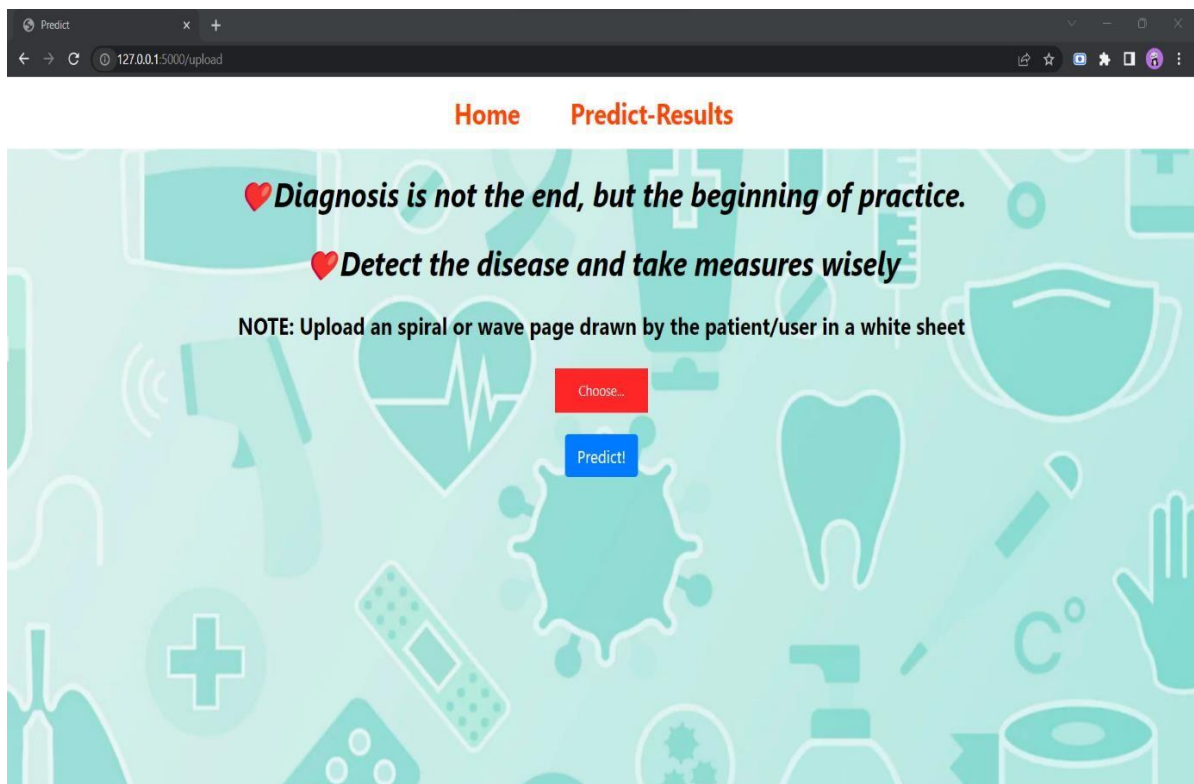 Predict
127.0.0.1:5000/upload
Home Predict-Results
❤️Diagnosis is not the end, but the beginning of practice.
❤️Detect the disease and take measures wisely
NOTE: Upload an spiral or wave page drawn by the patient/user in a white sheet
Choose...
Predict!
C°